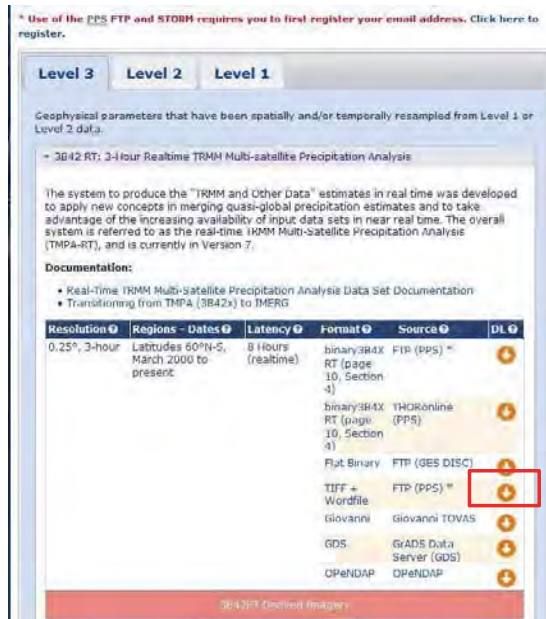 * Use of the PPS FTP and STORM requires you to first register your email address. Click here to
register.
Level 3 Level 2 Level 1
Geophysical parameters that have been spatially and/or temporally resampled from Level 1 or
Level 2 data.
- 3B42 RT: 3-Hour Realtime TRMM Multi-satellite Precipitation Analysis
The system to produce the "TRMM and Other Data" estimates in real time was developed
to apply new concepts in merging quasi-global precipitation estimates and to take
advantage of the increasing availability of input data sets in near real time. The overall
system is referred to as the real-time TRMM Multi-Satellite Precipitation Analysis
(TMPA-RT), and is currently in Version 7.
Documentation:
• Real-Time TRMM Multi-Satellite Precipitation Analysis Data Set Documentation
• Transitioning from TMPA (3B42x) to IMERG
Resolution Regions - Dates Latency Format Source DL
0.25°, 3-hour Latitudes 60°N-S, 8 Hours binary3B4X FTP (PPS) *
March 2000 to (realtime) RT (page
present 10, Section
4)
binary3B4X THORonline
RT (page (PPS)
10, Section
4)
Flat Binary FTP (GES DISC)
TIFF + FTP (PPS) *
Wordfile
Giovanni Giovanni TOVAS
GDS GrADS Data
Server (GDS)
OPeNDAP OPeNDAP
3B42RT Derived Imagery